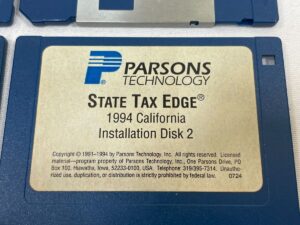 PARSONS
TECHNOLOGY
STATE TAX EDGE®
1994 California
Installation Disk 2
Copyright © 1991-1994 by Parsons Technology, Inc. All rights reserved. Licensed
material—program property of Parsons Technology, Inc., One Parsons Drive, PO
Box 100, Hiawatha, Iowa, 52233-0100, USA. Telephone 319/395-7314. Unautho-
rized use, duplication, or distribution is strictly prohibited by federal law. 0724